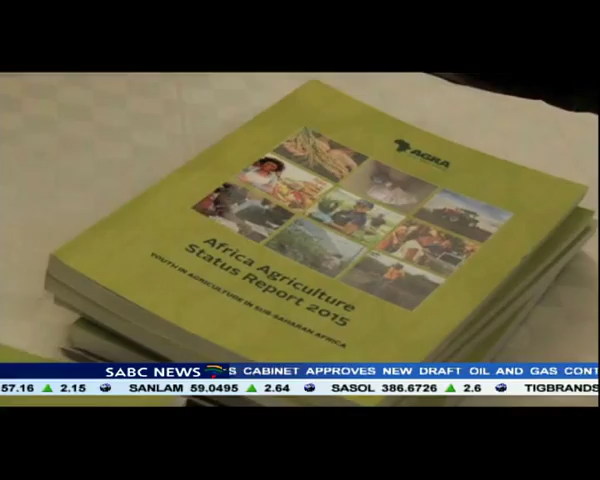 AGRA
Africa Agriculture
Status Report 2015
YOUTH IN AGRICULTURE IN SUB-SAHARAN AFRICA
SABC NEWS S CABINET APPROVES NEW DRAFT OIL AND GAS CONT
57.16 2.15 SANLAM 59.0495 2.64 SASOL 386.6726 2.6 TIGBRANDS